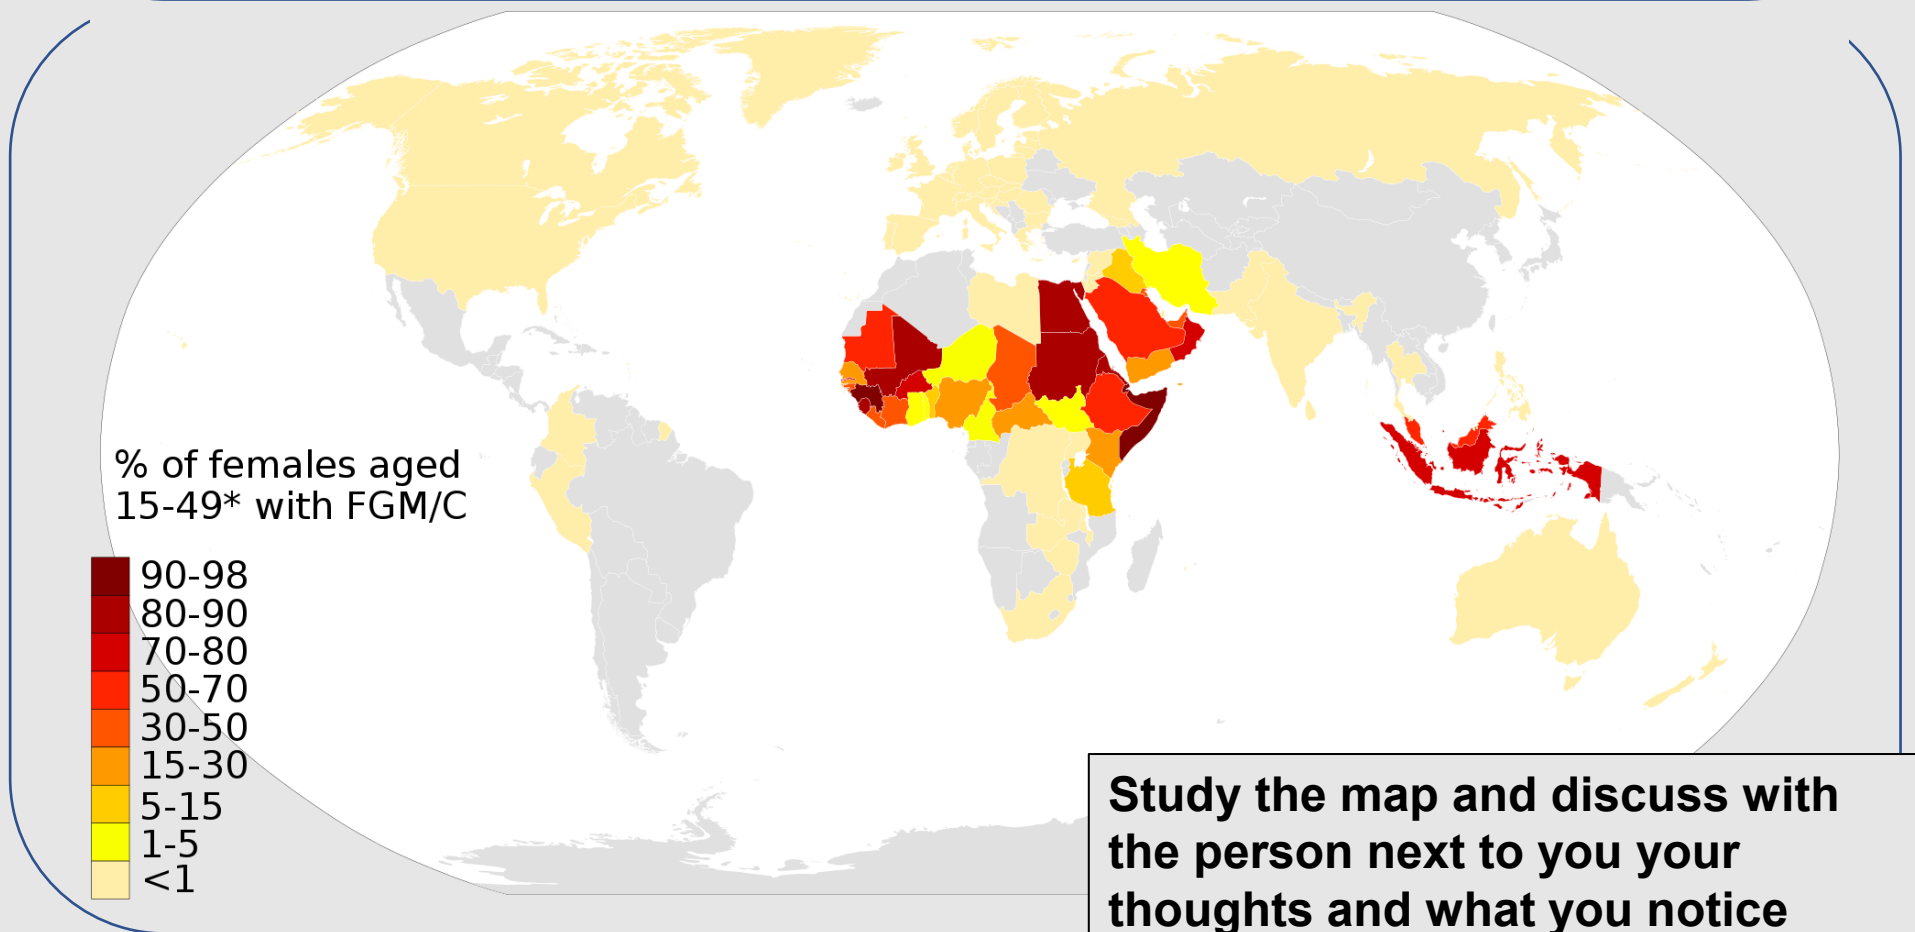 % of females aged
15-49* with FGM/C
90-98
80-90
70-80
50-70
30-50
15-30
5-15
1-5
<1
Study the map and discuss with
the person next to you your
thoughts and what you notice